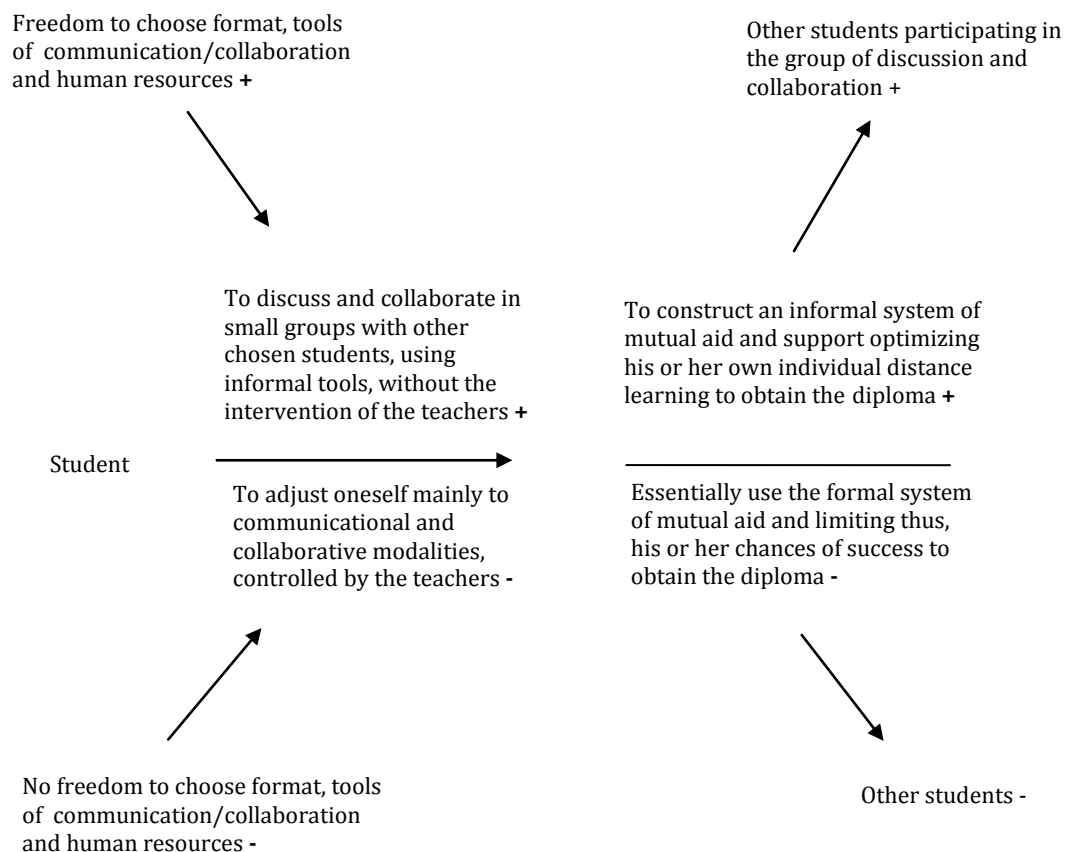 Freedom to choose format, tools
of communication/collaboration
and human resources +
Other students participating in
the group of discussion and
collaboration +
To discuss and collaborate in
small groups with other
chosen students, using
informal tools, without the
intervention of the teachers +
To construct an informal system of
mutual aid and support optimizing
his or her own individual distance
learning to obtain the diploma +
Student
To adjust oneself mainly to
communicational and
collaborative modalities,
controlled by the teachers -
Essentially use the formal system
of mutual aid and limiting thus,
his or her chances of success to
obtain the diploma -
No freedom to choose format, tools
of communication/collaboration
and human resources -
Other students -